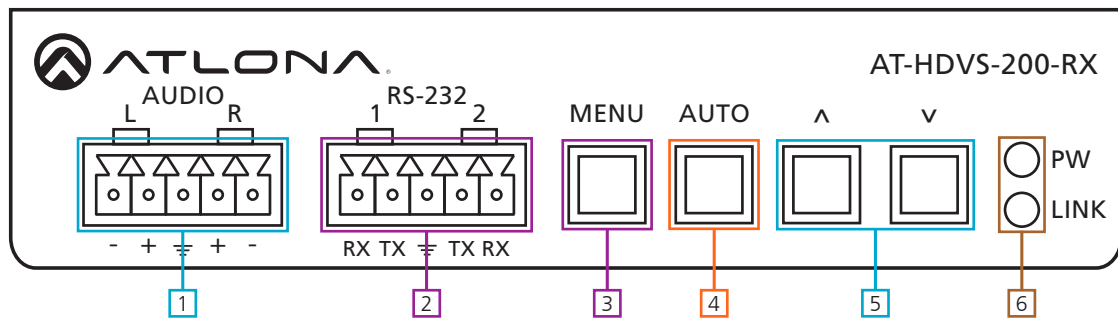 ATLONA AT-HDVS-200-RX
AUDIO RS-232
L R 1 2 MENU AUTO ∧ ∨
PW
LINK
- + ⏚ + - RX TX ⏚ TX RX
1 2 3 4 5 6